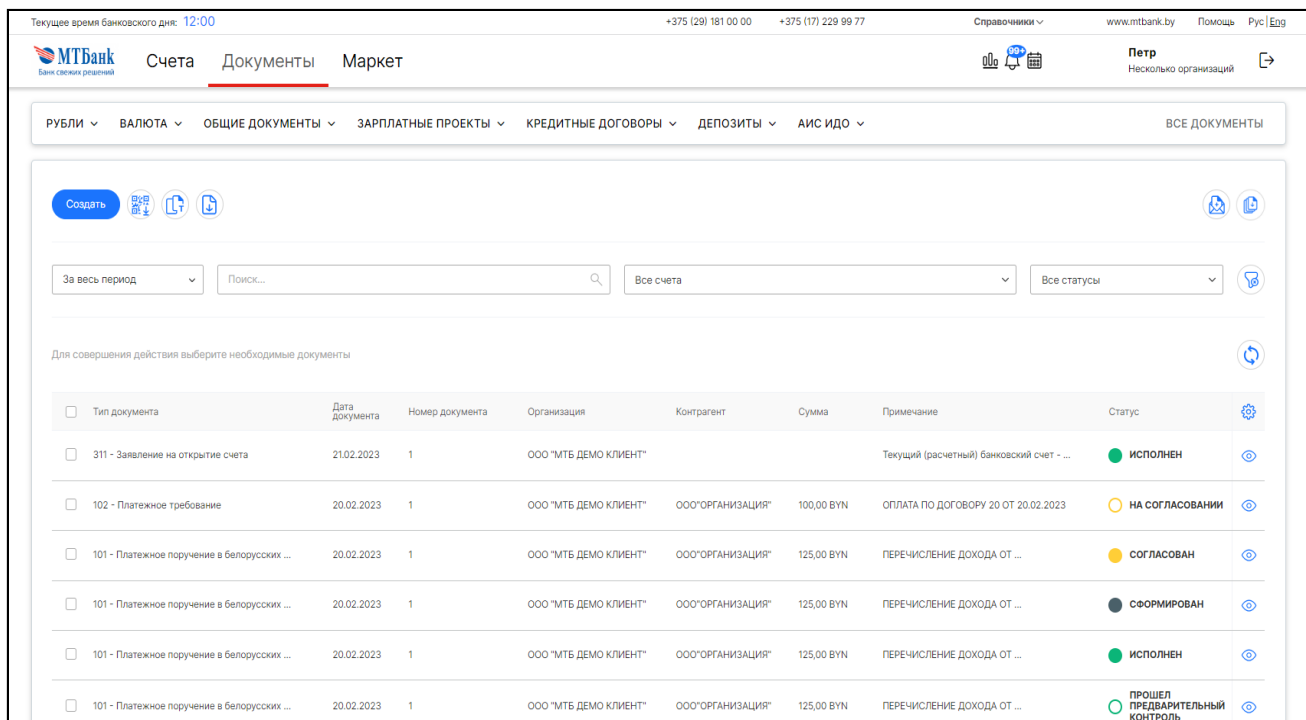 Текущее время банковского дня: 12:00 +375 (29) 181 00 00 +375 (17) 229 99 77 Справочники www.mtbank.by Помощь Рус | Eng
МТБанк
Банк свежих решений
Счета Документы Маркет
99+
Петр
Несколько организаций
РУБЛИ ВАЛЮТА ОБЩИЕ ДОКУМЕНТЫ ЗАРПЛАТНЫЕ ПРОЕКТЫ КРЕДИТНЫЕ ДОГОВОРЫ ДЕПОЗИТЫ АИС ИДО ВСЕ ДОКУМЕНТЫ
Создать
За весь период Поиск... Все счета Все статусы
Для совершения действия выберите необходимые документы
Тип документа Дата документа Номер документа Организация Контрагент Сумма Примечание Статус
311 - Заявление на открытие счета 21.02.2023 1 ООО "МТБ ДЕМО КЛИЕНТ" Текущий (расчетный) банковский счет - ... ИСПОЛНЕН
102 - Платежное требование 20.02.2023 1 ООО "МТБ ДЕМО КЛИЕНТ" ООО"ОРГАНИЗАЦИЯ" 100,00 BYN ОПЛАТА ПО ДОГОВОРУ 20 ОТ 20.02.2023 НА СОГЛАСОВАНИИ
101 - Платежное поручение в белорусских ... 20.02.2023 1 ООО "МТБ ДЕМО КЛИЕНТ" ООО"ОРГАНИЗАЦИЯ" 125,00 BYN ПЕРЕЧИСЛЕНИЕ ДОХОДА ОТ ... СОГЛАСОВАН
101 - Платежное поручение в белорусских ... 20.02.2023 1 ООО "МТБ ДЕМО КЛИЕНТ" ООО"ОРГАНИЗАЦИЯ" 125,00 BYN ПЕРЕЧИСЛЕНИЕ ДОХОДА ОТ ... СФОРМИРОВАН
101 - Платежное поручение в белорусских ... 20.02.2023 1 ООО "МТБ ДЕМО КЛИЕНТ" ООО"ОРГАНИЗАЦИЯ" 125,00 BYN ПЕРЕЧИСЛЕНИЕ ДОХОДА ОТ ... ИСПОЛНЕН
101 - Платежное поручение в белорусских ... 20.02.2023 1 ООО "МТБ ДЕМО КЛИЕНТ" ООО"ОРГАНИЗАЦИЯ" 125,00 BYN ПЕРЕЧИСЛЕНИЕ ДОХОДА ОТ ... ПРОШЕЛ
ПРЕДВАРИТЕЛЬНЫЙ
КОНТРОЛЬ